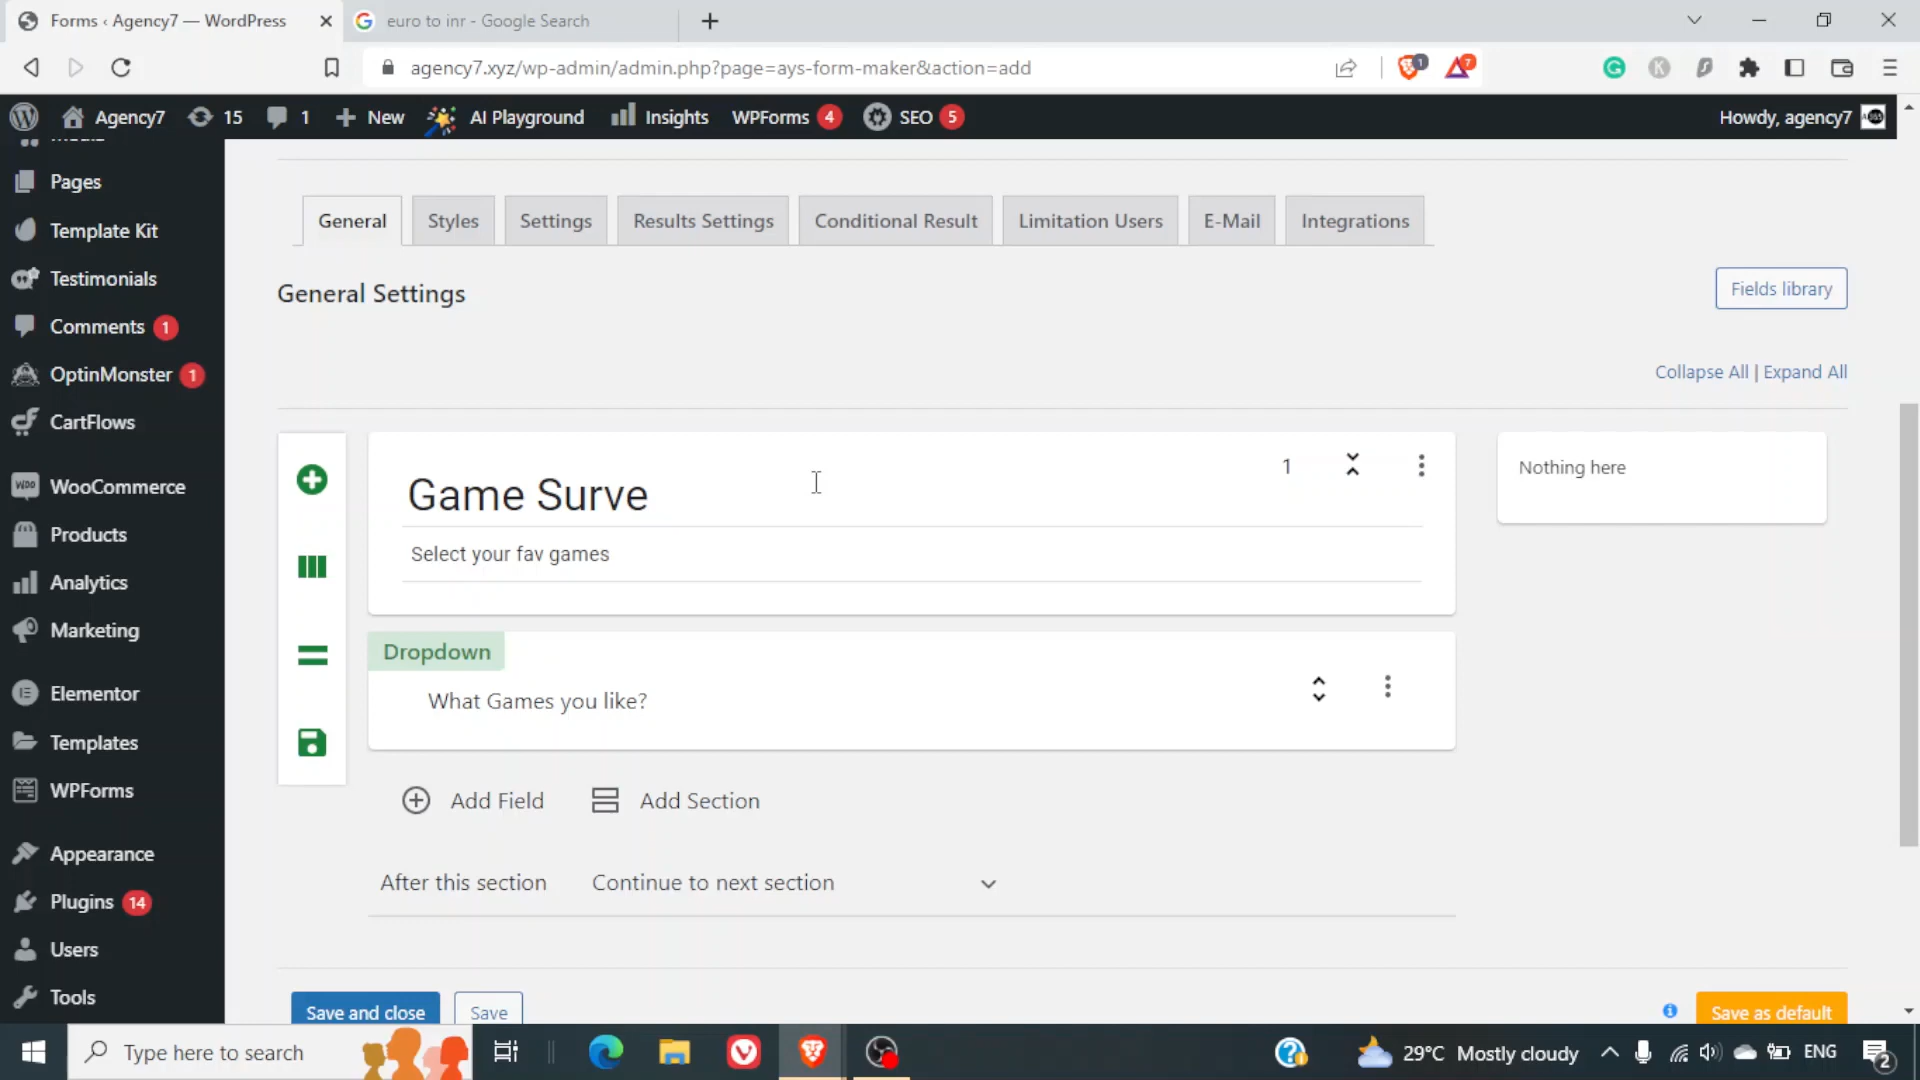 Forms ‹ Agency7 — WordPress
euro to inr - Google Search
agency7.xyz/wp-admin/admin.php?page=ays-form-maker&action=add
1
7
Agency7
15
1
New
AI Playground
Insights
WPForms 4
SEO 5
Howdy, agency7
Pages
Template Kit
Testimonials
Comments 1
OptinMonster 1
CartFlows
WooCommerce
Products
Analytics
Marketing
Elementor
Templates
WPForms
Appearance
Plugins 14
Users
Tools
General
Styles
Settings
Results Settings
Conditional Result
Limitation Users
E-Mail
Integrations
General Settings
Fields library
Collapse All | Expand All
Game Surve
1
Select your fav games
Nothing here
Dropdown
What Games you like?
Add Field
Add Section
After this section
Continue to next section
Save and close
Save
Save as default
Type here to search
29°C Mostly cloudy
ENG
2